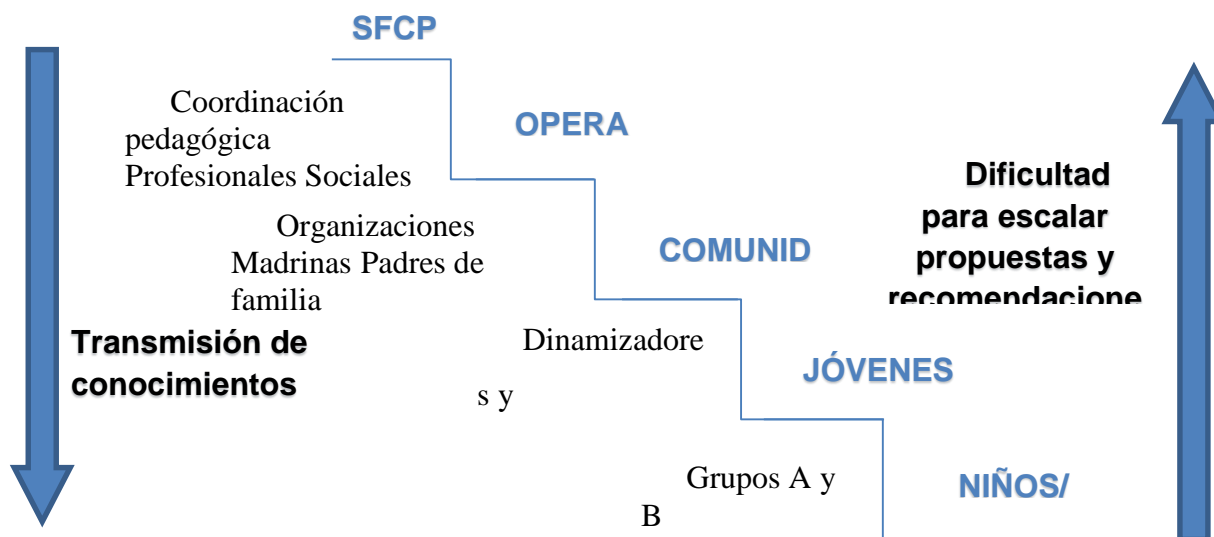 SFCP
Coordinación
pedagógica
Profesionales Sociales
OPERA
Organizaciones
Madrinas Padres de
familia
COMUNID
Dificultad
para escalar
propuestas y
recomendacione
Transmisión de
conocimientos
Dinamizadore
s y
JÓVENES
Grupos A y
B
NIÑOS/